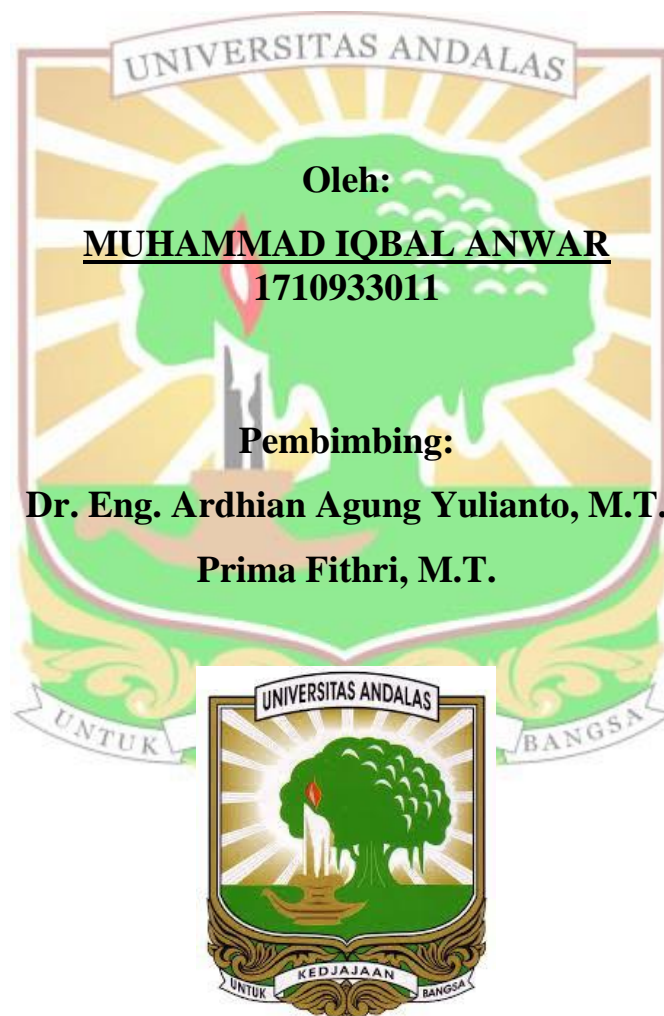 UNIVERSITAS ANDALAS
Oleh:
MUHAMMAD IQBAL ANWAR
1710933011
Pembimbing:
Dr. Eng. Ardhian Agung Yulianto, M.T.
Prima Fithri, M.T.
UNTUK BANGSA
UNIVERSITAS ANDALAS
UNTUK KEDJAJAAN BANGSA